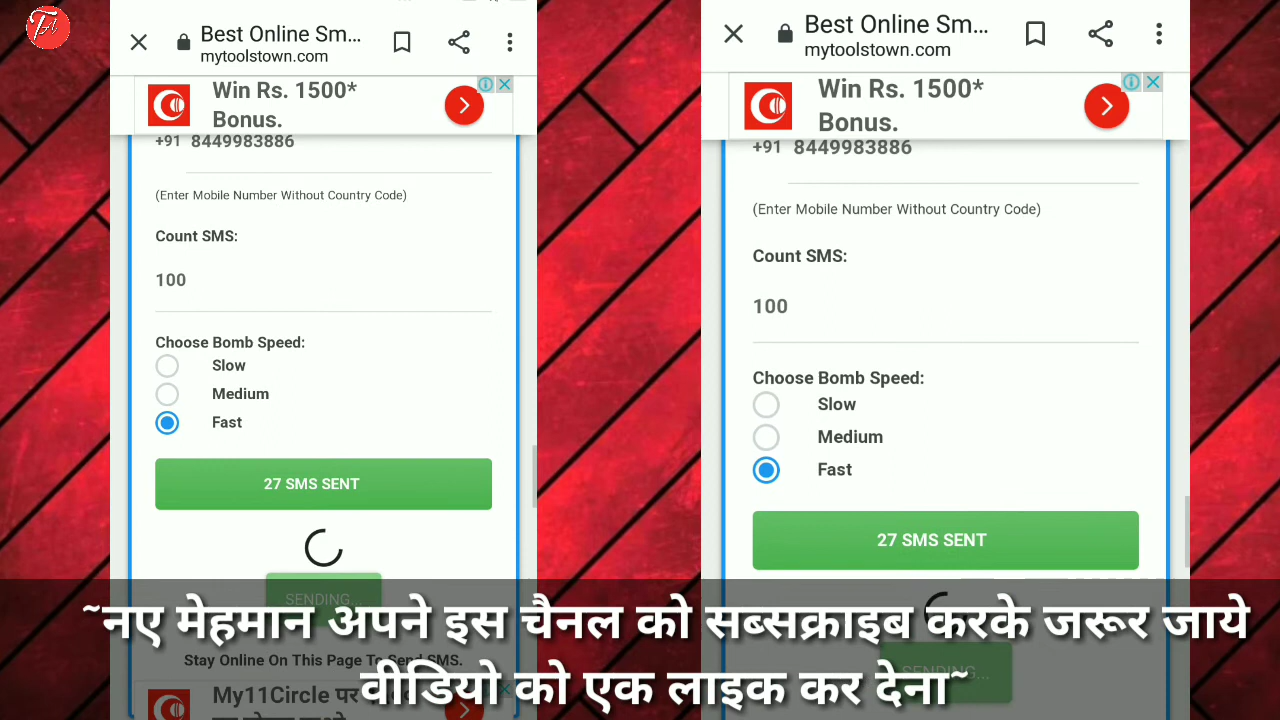 Best Online Sm...
mytoolstown.com
Win Rs. 1500*
Bonus.
+91 8449983886
(Enter Mobile Number Without Country Code)
Count SMS:
100
Choose Bomb Speed:
Slow
Medium
Fast
27 SMS SENT
SENDING...
Stay Online On This Page To Send SMS.
My11Circle पर
Best Online Sm...
mytoolstown.com
Win Rs. 1500*
Bonus.
+91 8449983886
(Enter Mobile Number Without Country Code)
Count SMS:
100
Choose Bomb Speed:
Slow
Medium
Fast
27 SMS SENT
SENDING...
~नए मेहमान अपने इस चैनल को सब्सक्राइब करके जरूर जाये
वीडियो को एक लाइक कर देना~